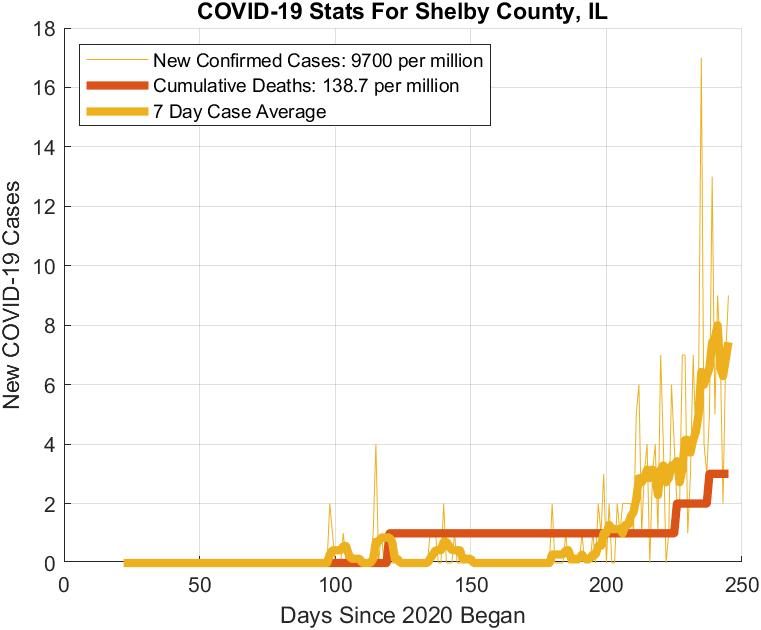 COVID-19 Stats For Shelby County, IL
New Confirmed Cases: 9700 per million
Cumulative Deaths: 138.7 per million
7 Day Case Average
New COVID-19 Cases
18
16
14
12
10
8
6
4
2
0
0 50 100 150 200 250
Days Since 2020 Began